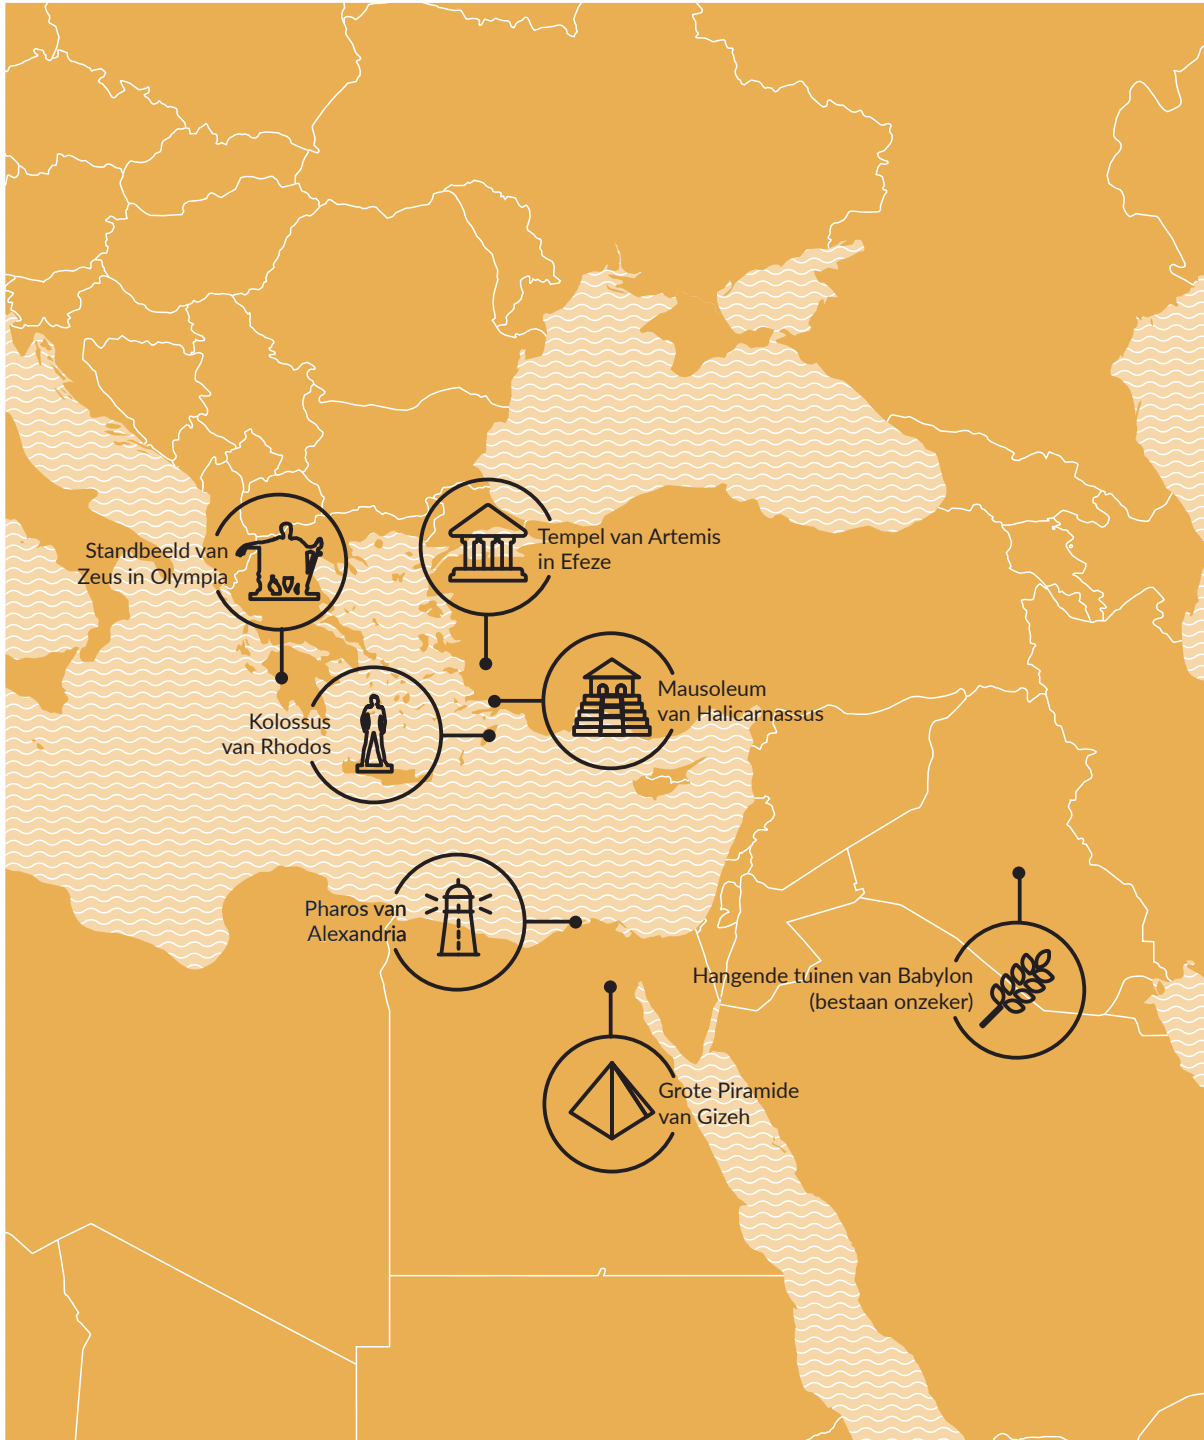 Standbeeld van
Zeus in Olympia
Tempel van Artemis
in Efeze
Mausoleum
van Halicarnassus
Kolossus
van Rhodos
Pharos van
Alexandria
Hangende tuinen van Babylon
(bestaan onzeker)
Grote Piramide
van Gizeh